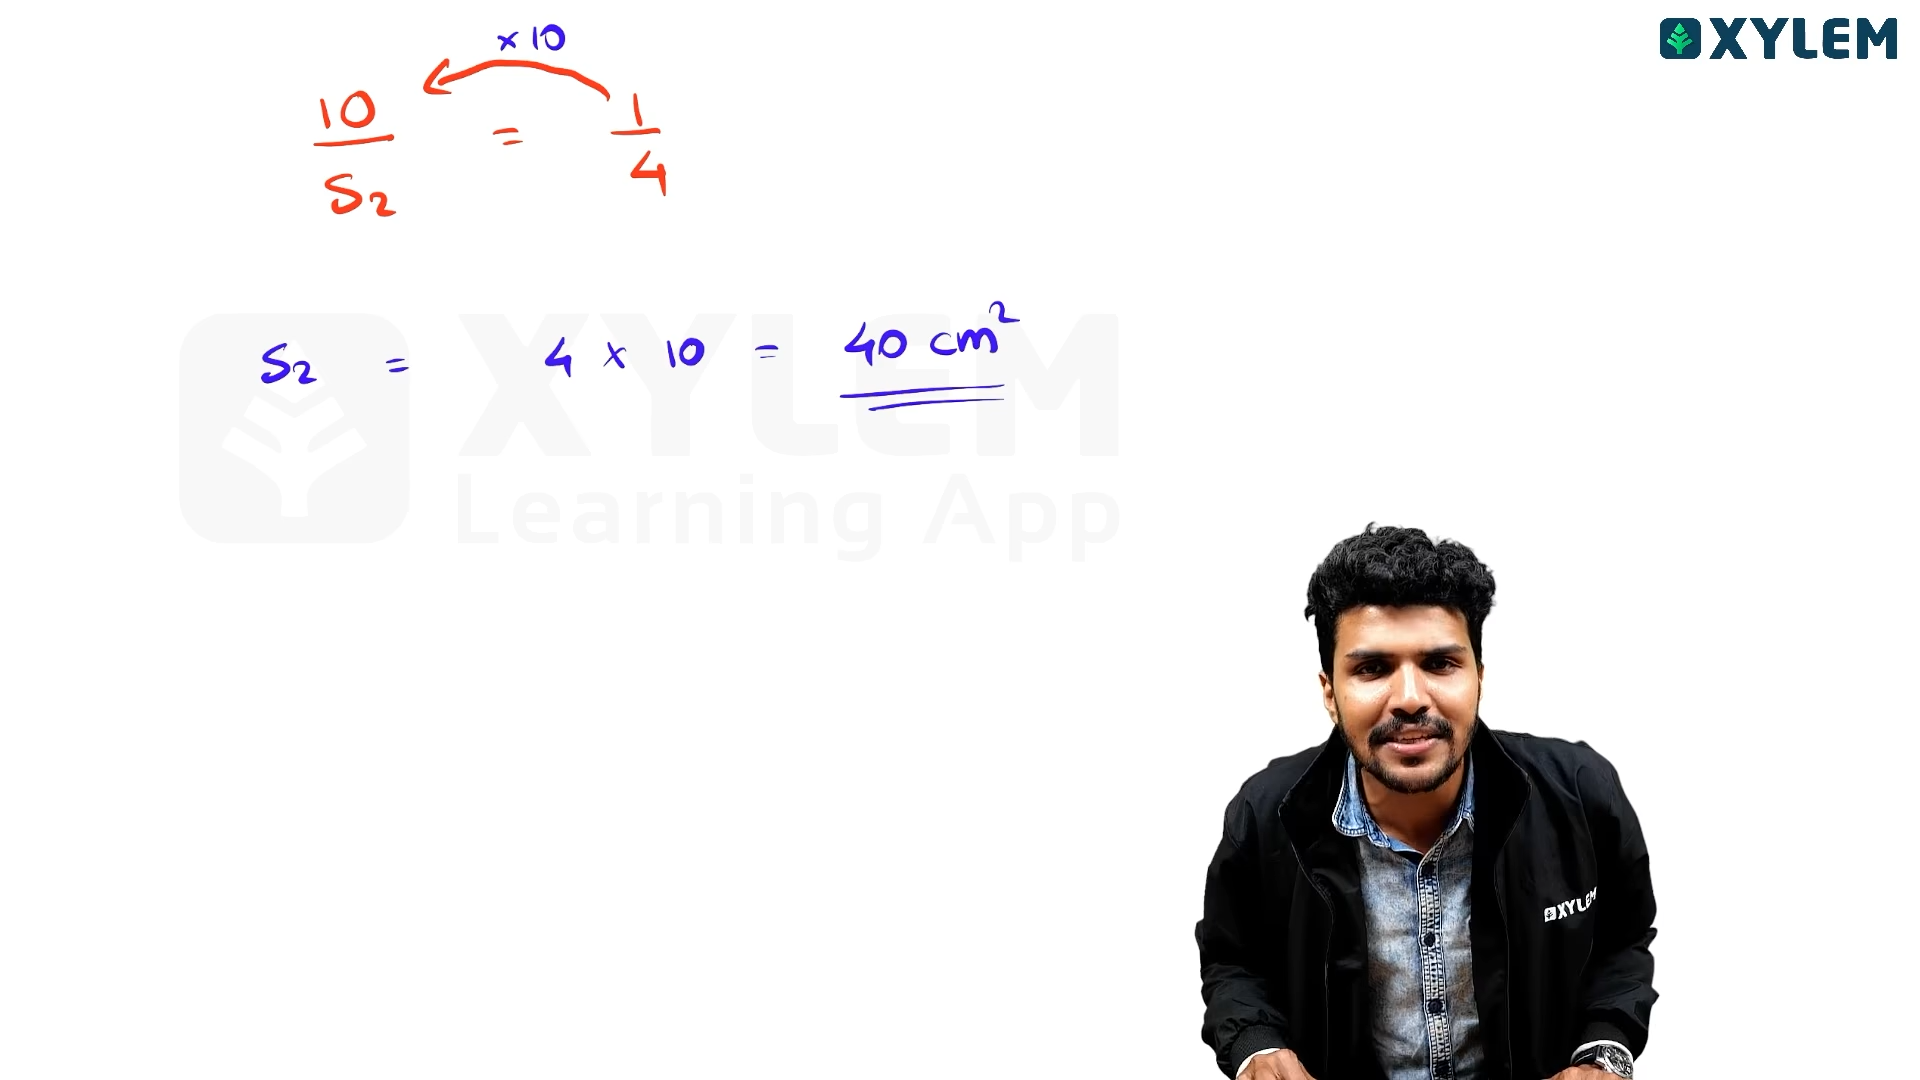 XYLEM
× 10
10/S₂ = 1/4
S₂ = 4 × 10 = 40 cm²
XYLEM
Learning App
XYLEM